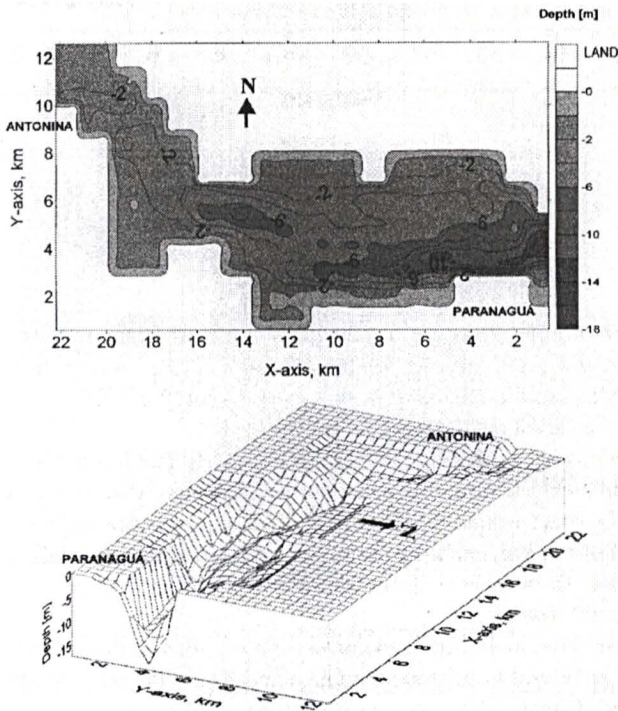 Depth [m]
LAND
-0
-2
-6
-10
-14
-18
12
10
8
6
4
2
Y-axis, km
ANTONINA
N
-2
-2
-2
-2
-6
-6
-6
-10
2
PARANAGUÁ
22 20 18 16 14 12 10 8 6 4 2
X-axis, km
ANTONINA
PARANAGUÁ
N
0
-5
-10
-15
Depth [m]
2
Y-axis, km
12
2 4 6 8 10 12 14 16 18 20 22
X-axis, km